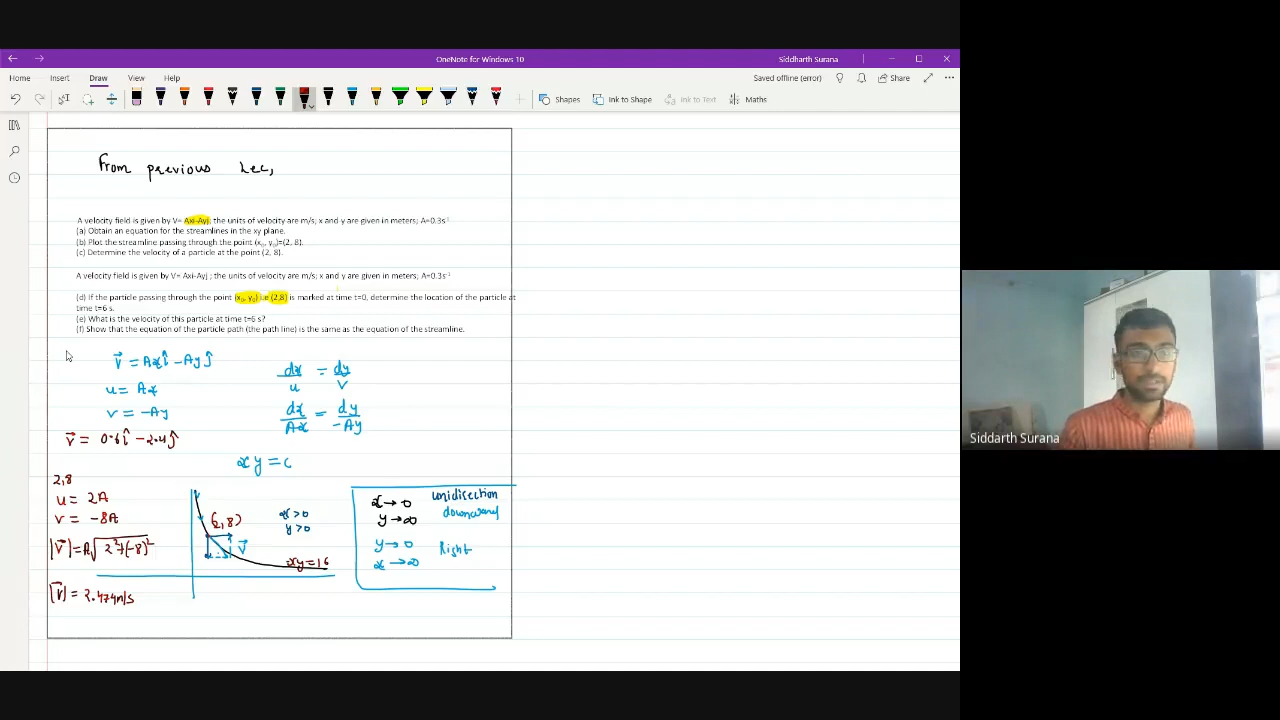 OneNote for Windows 10
Siddharth Surana
Home Insert Draw View Help
Saved offline (error)
Share
Shapes Ink to Shape Ink to Text Maths
From previous Lec,
A velocity field is given by V= Axi-Ayj; the units of velocity are m/s; x and y are given in meters; A=0.3s⁻¹
(a) Obtain an equation for the streamlines in the xy plane.
(b) Plot the streamline passing through the point (x₀, y₀)=(2, 8).
(c) Determine the velocity of a particle at the point (2, 8).
A velocity field is given by V= Axi-Ayj ; the units of velocity are m/s; x and y are given in meters; A=0.3s⁻¹
(d) If the particle passing through the point (x₀, y₀) i.e (2,8) is marked at time t=0, determine the location of the particle at
time t=6 s.
(e) What is the velocity of this particle at time t=6 s?
(f) Show that the equation of the particle path (the path line) is the same as the equation of the streamline.
V⃗ = Axî - Ayĵ
u = Ax
v = -Ay
V⃗ = 0.6î - 2.4ĵ
dx/u = dy/v
dx/Ax = dy/-Ay
xy = c
2,8
u = 2A
v = -8A
|V⃗| = A√2²+(-8)²
|V⃗| = 2.474m/s
(2,8)
x>0
y>0
V⃗
xy=16
x→0
y→∞
unidisection
downward
y→0
x→∞
Right
Siddarth Surana